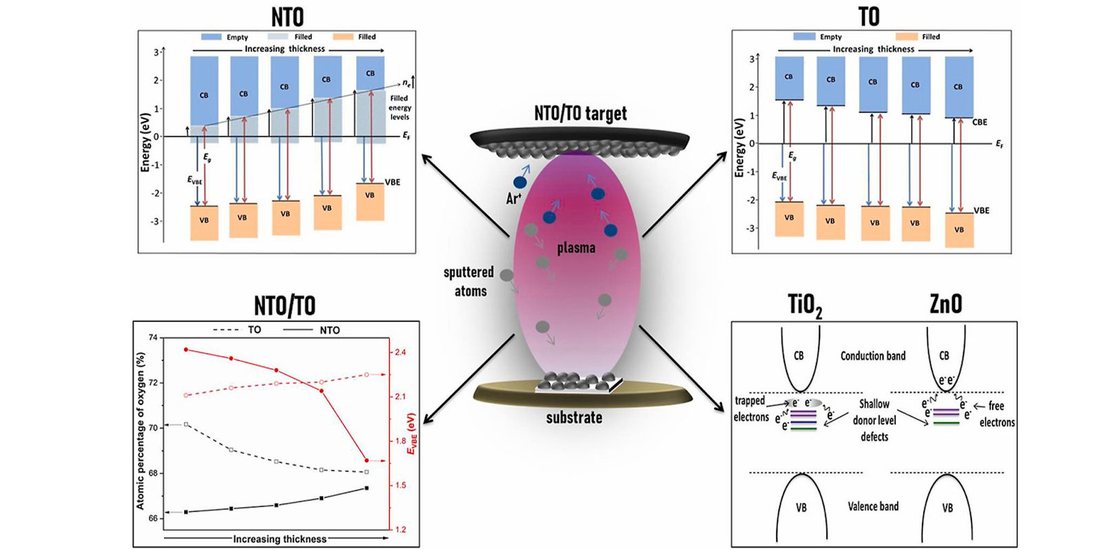 NTO
Empty Filled Filled
Increasing thickness
3
2
1
0
-1
-2
-3
Energy (eV)
CB CB CB CB CB
nₑ
Filled
energy
levels
E_F
E_g
E_VBE
VBE
VB VB VB VB VB
TO
Empty Filled
Increasing thickness
3
2
1
0
-1
-2
-3
Energy (eV)
CB CB CB CB CB
CBE
E_F
E_g
E_VBE
VBE
VB VB VB VB VB
NTO/TO target
Ar⁺
plasma
sputtered
atoms
substrate
NTO/TO
TO NTO
74
72
70
68
66
Atomic percentage of oxygen (%)
2.4
2.1
1.8
1.5
1.2
E_VBE (eV)
Increasing thickness
TiO₂ ZnO
CB Conduction band CB
e⁻ e⁻
trapped
electrons
e⁻ e⁻
e⁻ e⁻
Shallow
donor level
defects
e⁻ e⁻
e⁻ e⁻
free
electrons
VB Valence band VB